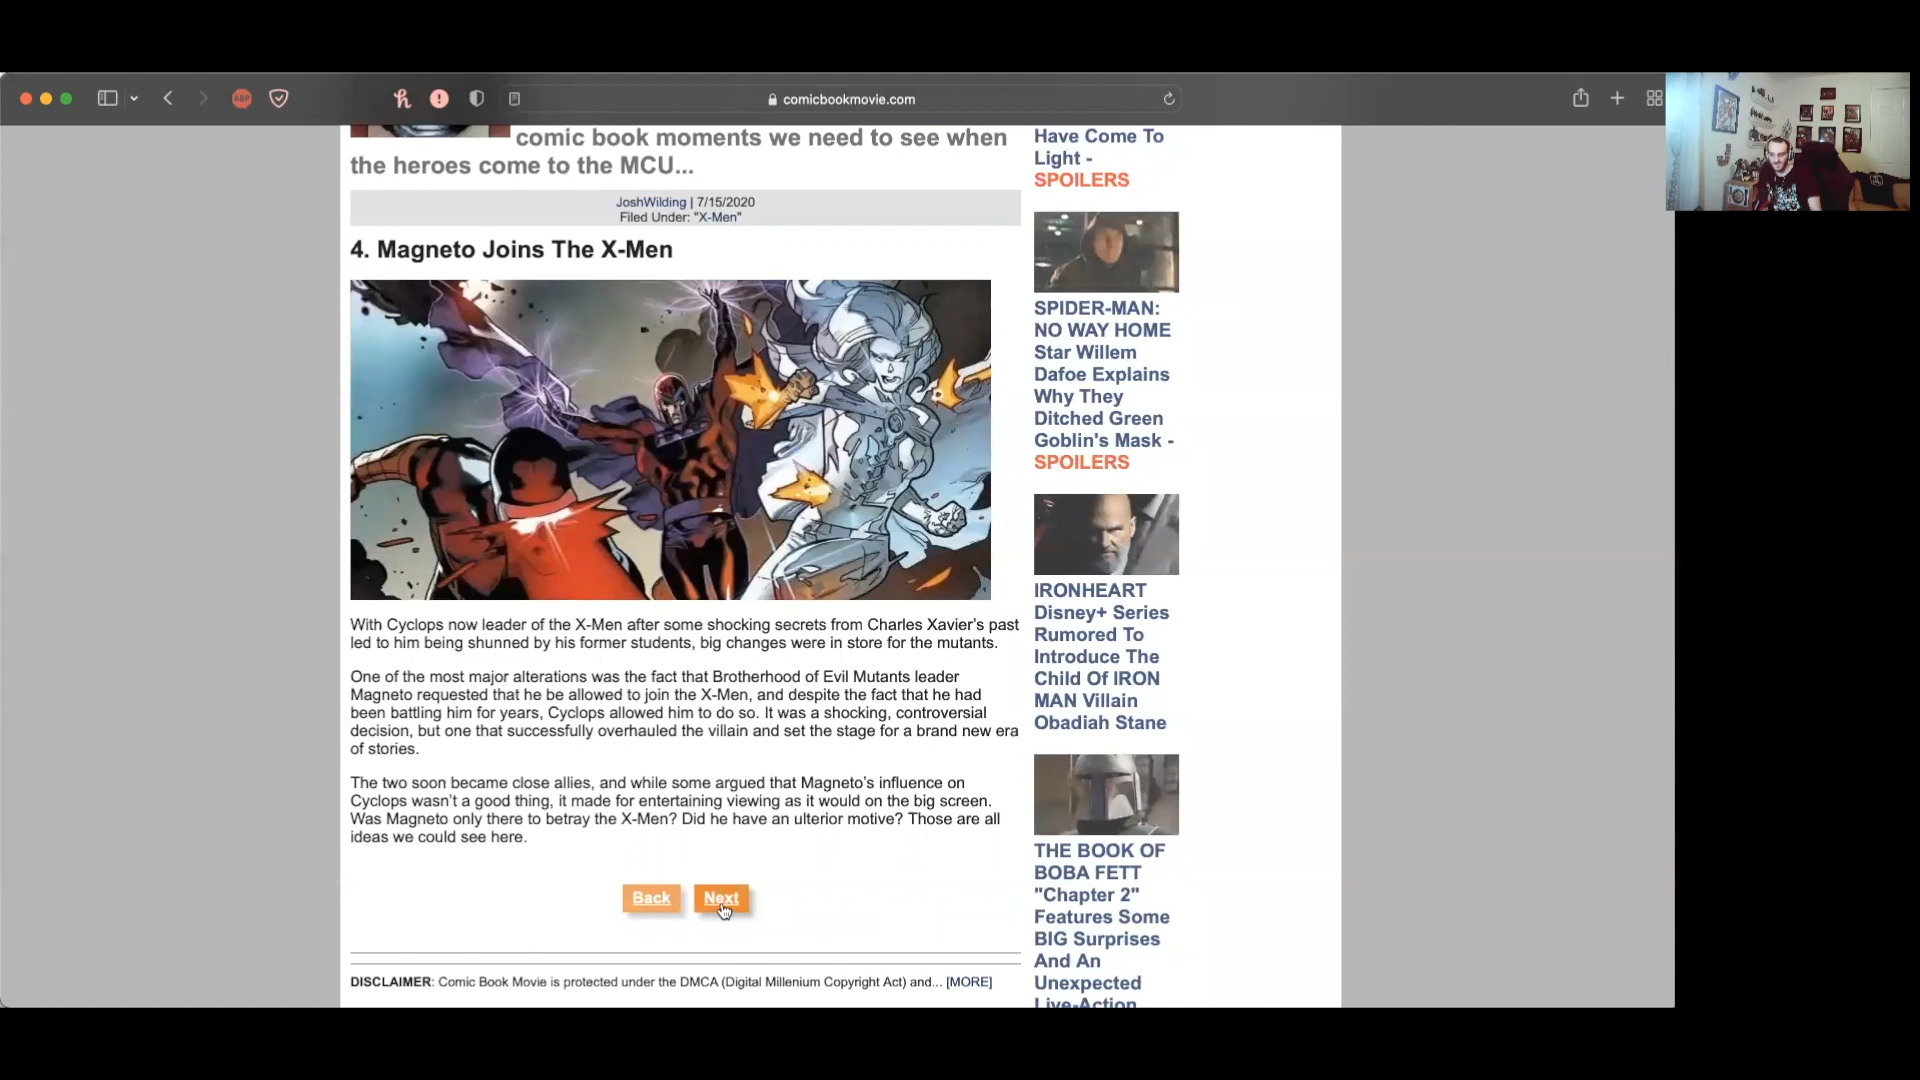 ABP
comicbookmovie.com
comic book moments we need to see when
the heroes come to the MCU...
JoshWilding | 7/15/2020
Filed Under: "X-Men"
4. Magneto Joins The X-Men
With Cyclops now leader of the X-Men after some shocking secrets from Charles Xavier's past
led to him being shunned by his former students, big changes were in store for the mutants.
One of the most major alterations was the fact that Brotherhood of Evil Mutants leader
Magneto requested that he be allowed to join the X-Men, and despite the fact that he had
been battling him for years, Cyclops allowed him to do so. It was a shocking, controversial
decision, but one that successfully overhauled the villain and set the stage for a brand new era
of stories.
The two soon became close allies, and while some argued that Magneto's influence on
Cyclops wasn't a good thing, it made for entertaining viewing as it would on the big screen.
Was Magneto only there to betray the X-Men? Did he have an ulterior motive? Those are all
ideas we could see here.
Back Next
DISCLAIMER: Comic Book Movie is protected under the DMCA (Digital Millenium Copyright Act) and... [MORE]
Have Come To
Light -
SPOILERS
SPIDER-MAN:
NO WAY HOME
Star Willem
Dafoe Explains
Why They
Ditched Green
Goblin's Mask -
SPOILERS
IRONHEART
Disney+ Series
Rumored To
Introduce The
Child Of IRON
MAN Villain
Obadiah Stane
THE BOOK OF
BOBA FETT
"Chapter 2"
Features Some
BIG Surprises
And An
Unexpected
Live-Action